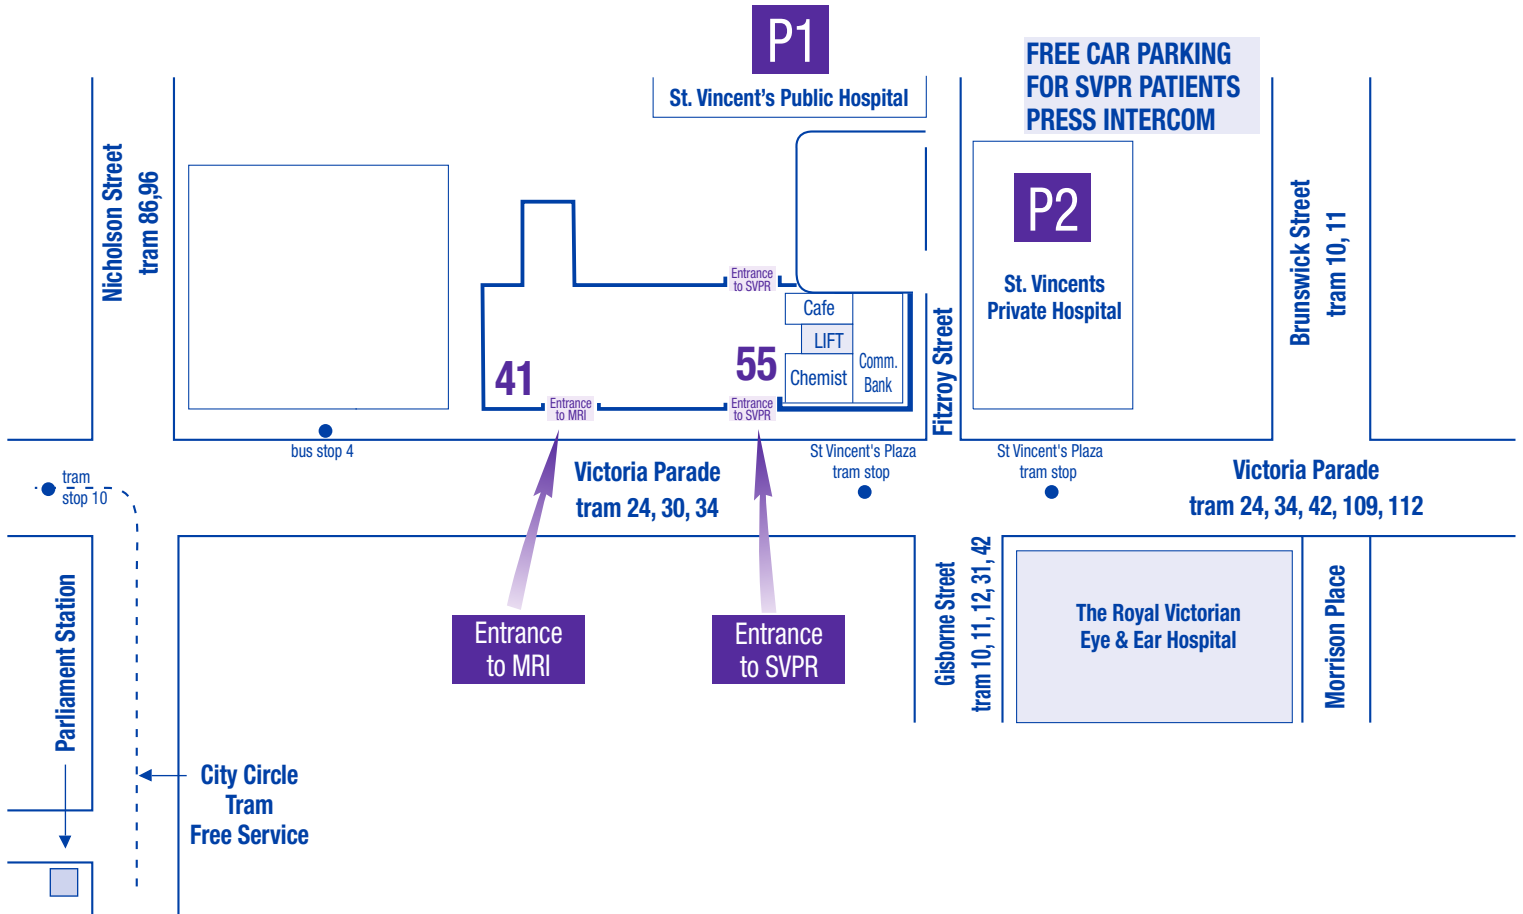 P1
St. Vincent's Public Hospital
FREE CAR PARKING
FOR SVPR PATIENTS
PRESS INTERCOM
Nicholson Street
tram 86,96
P2
St. Vincents
Private Hospital
Brunswick Street
tram 10, 11
Entrance
to SVPR
Cafe
LIFT
Chemist
Comm.
Bank
Fitzroy Street
41
55
Entrance
to MRI
Entrance
to SVPR
bus stop 4
St Vincent's Plaza
tram stop
St Vincent's Plaza
tram stop
tram
stop 10
Victoria Parade
tram 24, 30, 34
Victoria Parade
tram 24, 34, 42, 109, 112
Parliament Station
Entrance
to MRI
Entrance
to SVPR
Gisborne Street
tram 10, 11, 12, 31, 42
The Royal Victorian
Eye & Ear Hospital
Morrison Place
City Circle
Tram
Free Service